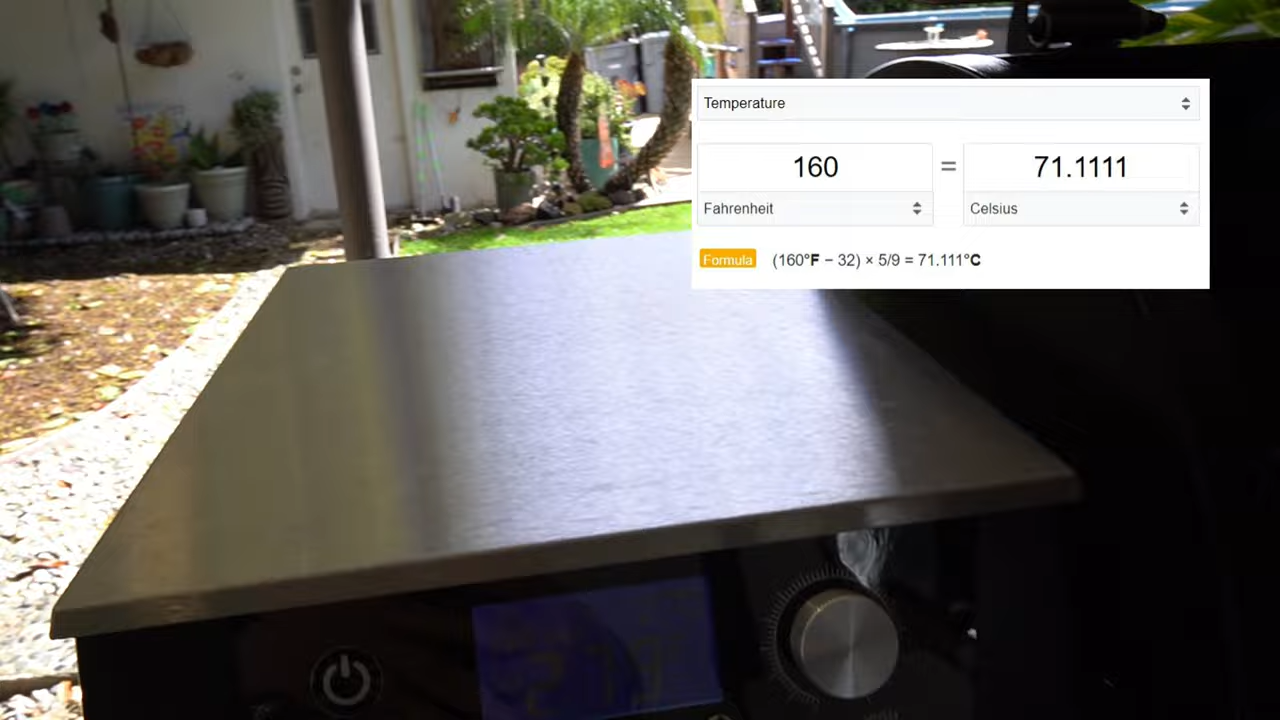 Temperature
160 = 71.1111
Fahrenheit Celsius
Formula (160°F − 32) × 5/9 = 71.111°C